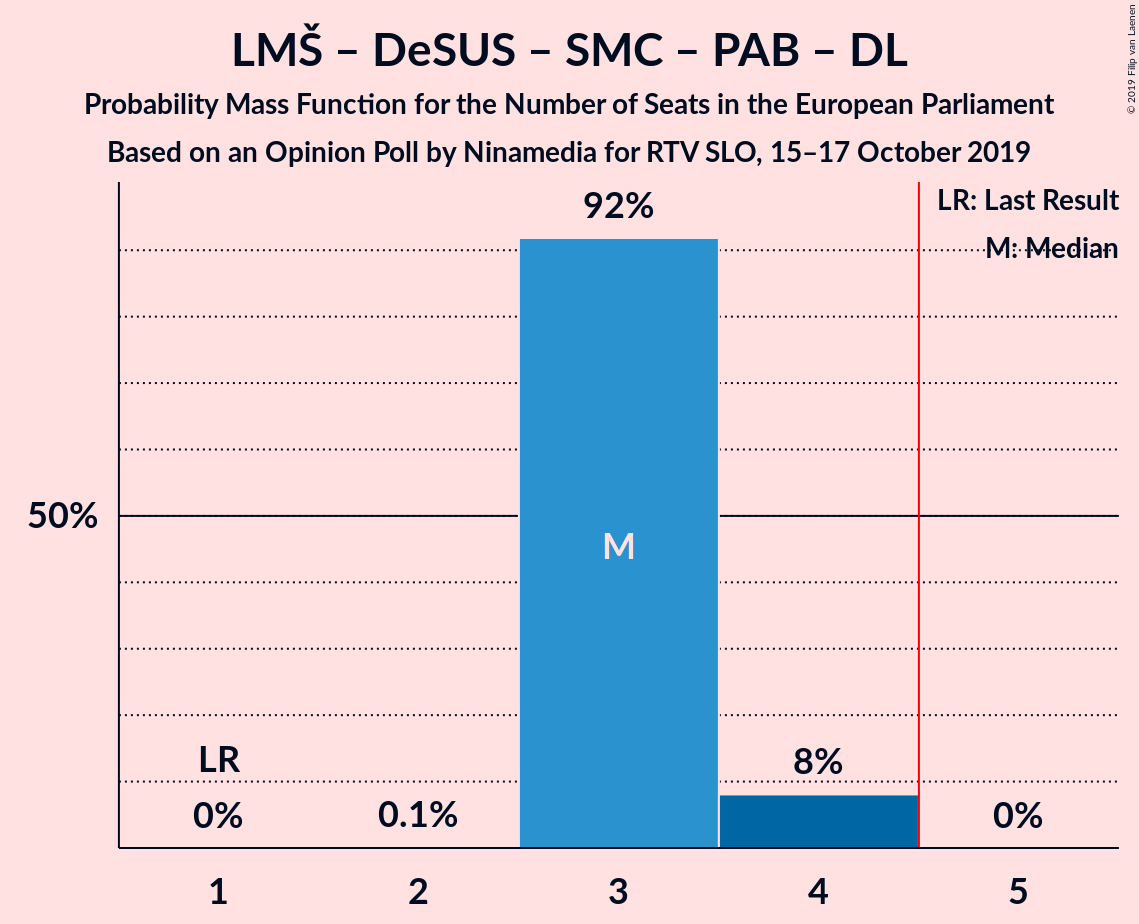 LMŠ – DeSUS – SMC – PAB – DL
Probability Mass Function for the Number of Seats in the European Parliament
Based on an Opinion Poll by Ninamedia for RTV SLO, 15–17 October 2019
© 2019 Filip van Laenen
LR: Last Result
M: Median
92%
50%
M
LR
8%
0%
0.1%
0%
1
2
3
4
5